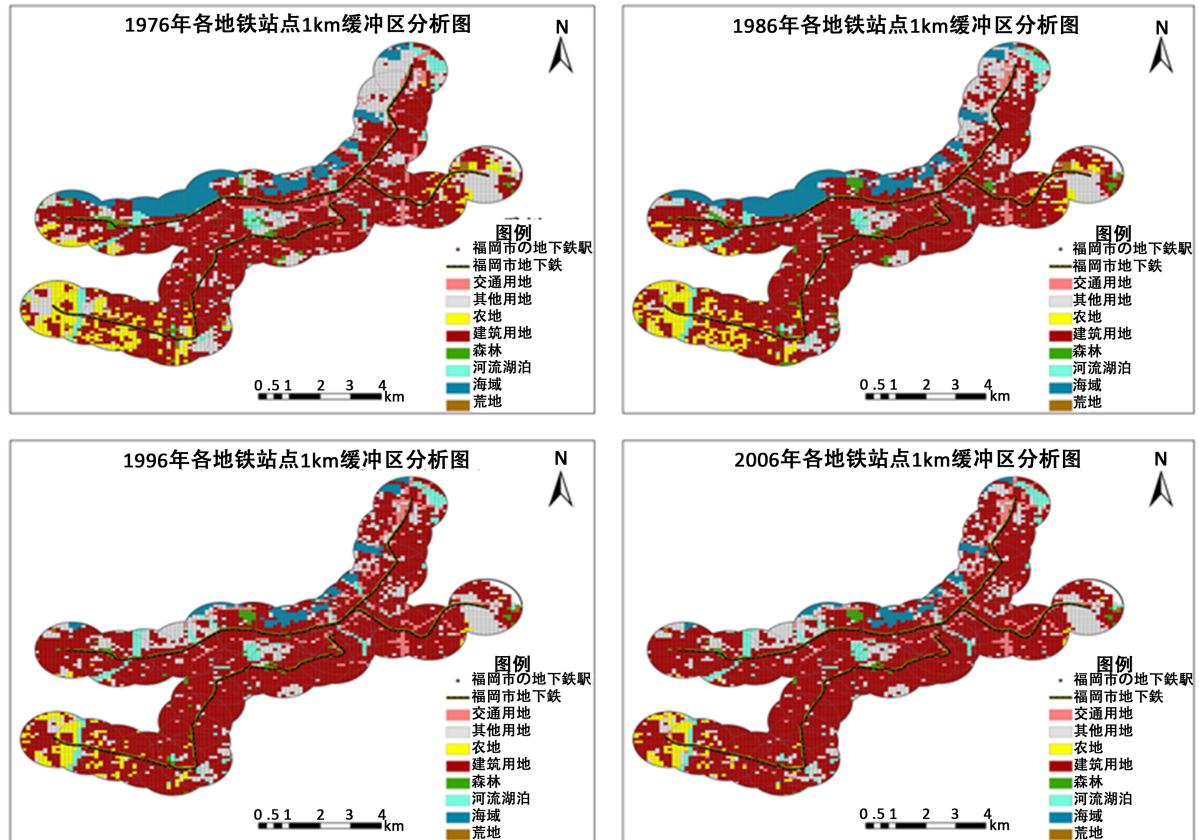 1976年各地铁站点1km缓冲区分析图
N
图例
福岡市の地下鉄駅
福岡市地下鉄
交通用地
其他用地
农地
建筑用地
森林
河流湖泊
海域
荒地
0 .5 1 2 3 4
km
1986年各地铁站点1km缓冲区分析图
N
图例
福岡市の地下鉄駅
福岡市地下鉄
交通用地
其他用地
农地
建筑用地
森林
河流湖泊
海域
荒地
0 .5 1 2 3 4
km
1996年各地铁站点1km缓冲区分析图
N
图例
福岡市の地下鉄駅
福岡市地下鉄
交通用地
其他用地
农地
建筑用地
森林
河流湖泊
海域
荒地
0 .5 1 2 3 4
km
2006年各地铁站点1km缓冲区分析图
N
图例
福岡市の地下鉄駅
福岡市地下鉄
交通用地
其他用地
农地
建筑用地
森林
河流湖泊
海域
荒地
0 .5 1 2 3 4
km